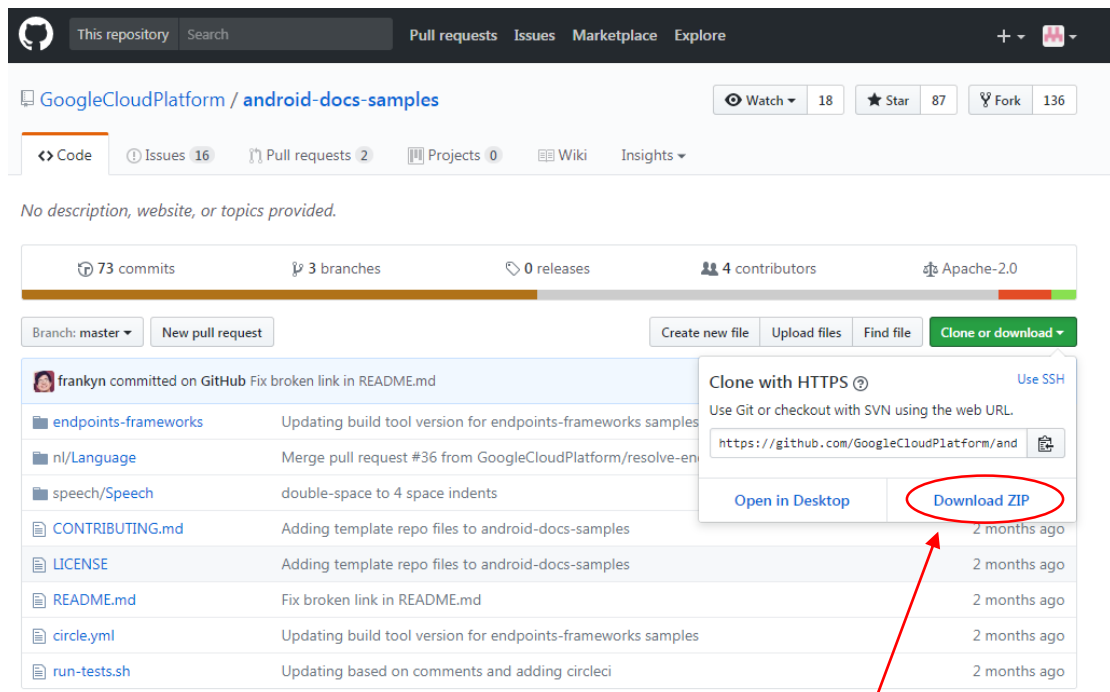 This repository Search Pull requests Issues Marketplace Explore
GoogleCloudPlatform / android-docs-samples Watch 18 Star 87 Fork 136
Code Issues 16 Pull requests 2 Projects 0 Wiki Insights
No description, website, or topics provided.
73 commits 3 branches 0 releases 4 contributors Apache-2.0
Branch: master New pull request Create new file Upload files Find file Clone or download
frankyn committed on GitHub Fix broken link in README.md
Clone with HTTPS ? Use SSH
Use Git or checkout with SVN using the web URL.
https://github.com/GoogleCloudPlatform/and
Open in Desktop Download ZIP
endpoints-frameworks Updating build tool version for endpoints-frameworks samples
nl/Language Merge pull request #36 from GoogleCloudPlatform/resolve-en
speech/Speech double-space to 4 space indents
CONTRIBUTING.md Adding template repo files to android-docs-samples 2 months ago
LICENSE Adding template repo files to android-docs-samples 2 months ago
README.md Fix broken link in README.md 2 months ago
circle.yml Updating build tool version for endpoints-frameworks samples 2 months ago
run-tests.sh Updating based on comments and adding circleci 2 months ago